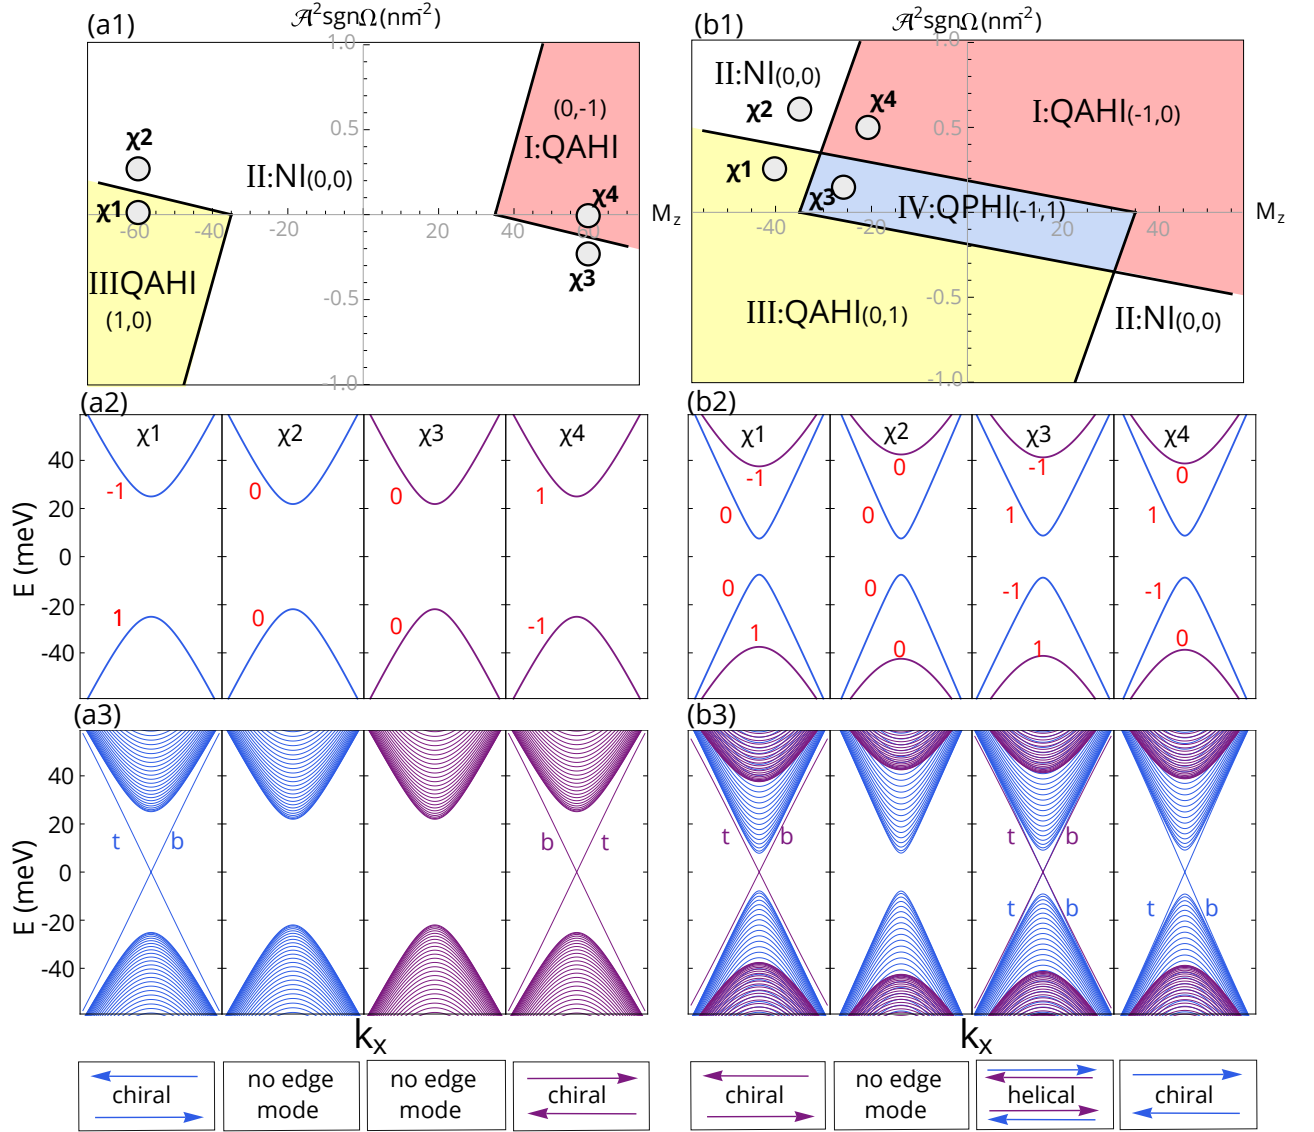 (a1)
𝒜²sgnΩ(nm⁻²)
1.0
(0,-1)
I:QAHI
0.5
χ2
II:NI(0,0)
χ1
χ4
-60
-40
20
40
60
M_z
IIIQAHI
(1,0)
χ3
-0.5
-1.0
(b1)
𝒜²sgnΩ(nm⁻²)
1.0
II:NI(0,0)
χ2
χ4
I:QAHI(-1,0)
0.5
χ1
χ3
IV:QPHI(-1,1)
-40
-20
20
40
M_z
III:QAHI(0,1)
-0.5
II:NI(0,0)
-1.0
(a2)
χ1
χ2
χ3
χ4
E (meV)
40
20
0
-20
-40
-1
0
0
1
1
0
0
-1
(b2)
χ1
χ2
χ3
χ4
-1
0
-1
0
0
0
1
1
0
0
-1
-1
1
0
1
0
(a3)
E (meV)
40
20
0
-20
-40
t
b
b
t
k_x
(b3)
t
b
t
b
t
b
t
b
k_x
chiral
no edge
mode
no edge
mode
chiral
chiral
no edge
mode
helical
chiral